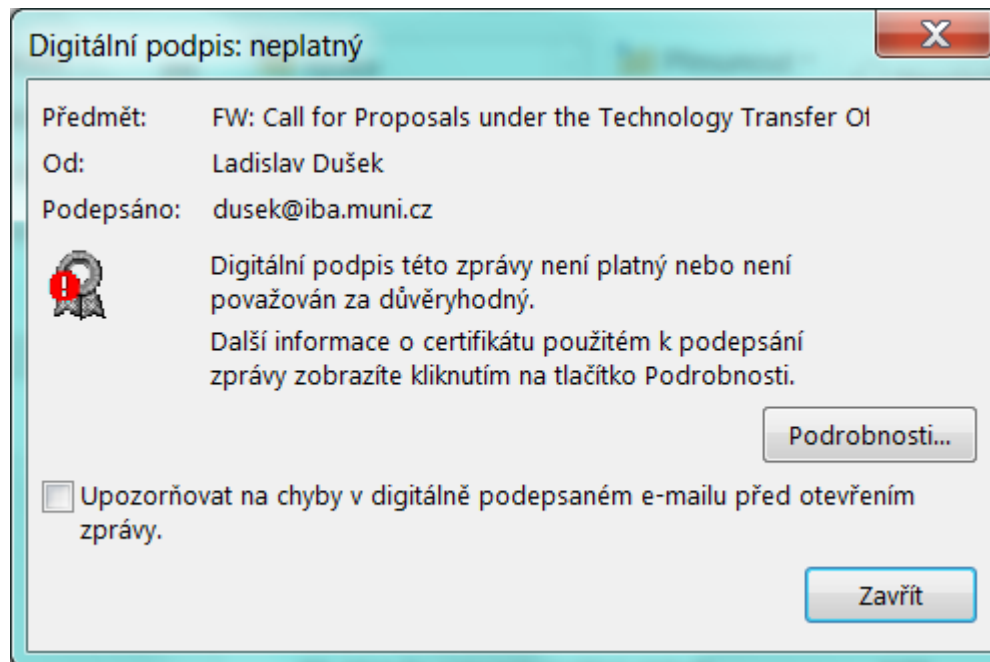 Digitální podpis: neplatný
Předmět: FW: Call for Proposals under the Technology Transfer Of
Od: Ladislav Dušek
Podepsáno: dusek@iba.muni.cz
Digitální podpis této zprávy není platný nebo není
považován za důvěryhodný.
Další informace o certifikátu použitém k podepsání
zprávy zobrazíte kliknutím na tlačítko Podrobnosti.
Podrobnosti...
Upozorňovat na chyby v digitálně podepsaném e-mailu před otevřením
zprávy.
Zavřít